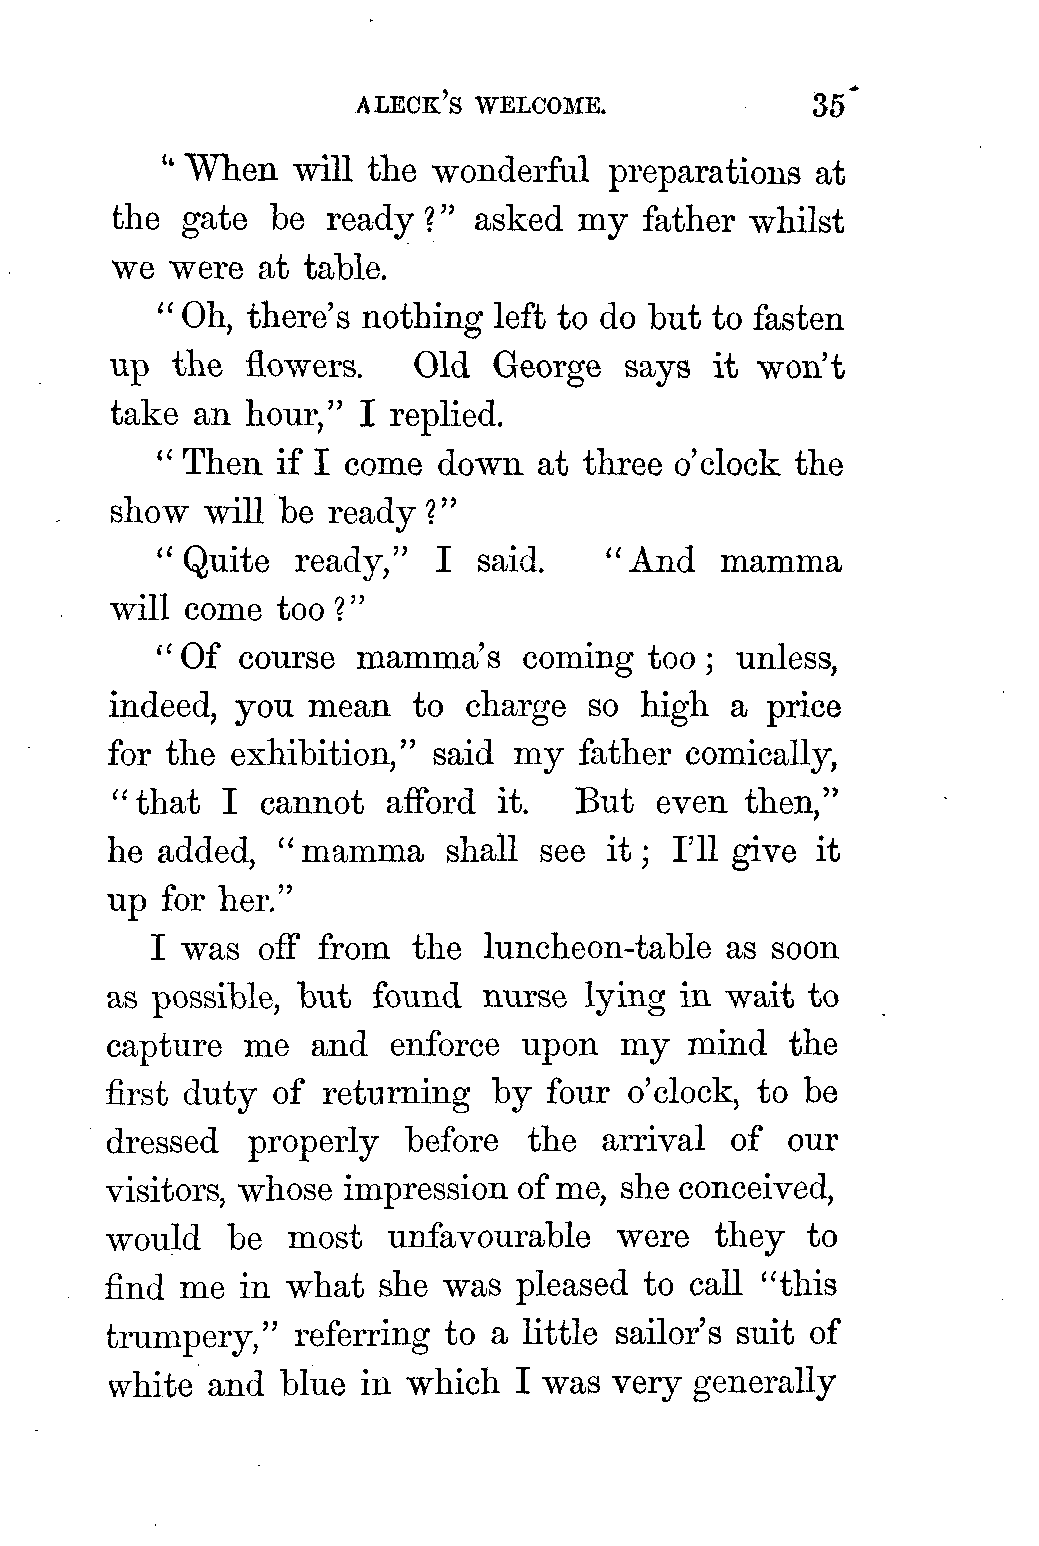 ALECK'S WELCOME. 35
"When will the wonderful preparations at
the gate be ready?" asked my father whilst
we were at table.
"Oh, there's nothing left to do but to fasten
up the flowers. Old George says it won't
take an hour," I replied.
"Then if I come down at three o'clock the
show will be ready?"
"Quite ready," I said. "And mamma
will come too?"
"Of course mamma's coming too; unless,
indeed, you mean to charge so high a price
for the exhibition," said my father comically,
"that I cannot afford it. But even then,"
he added, "mamma shall see it; I'll give it
up for her."
I was off from the luncheon-table as soon
as possible, but found nurse lying in wait to
capture me and enforce upon my mind the
first duty of returning by four o'clock, to be
dressed properly before the arrival of our
visitors, whose impression of me, she conceived,
would be most unfavourable were they to
find me in what she was pleased to call "this
trumpery," referring to a little sailor's suit of
white and blue in which I was very generally